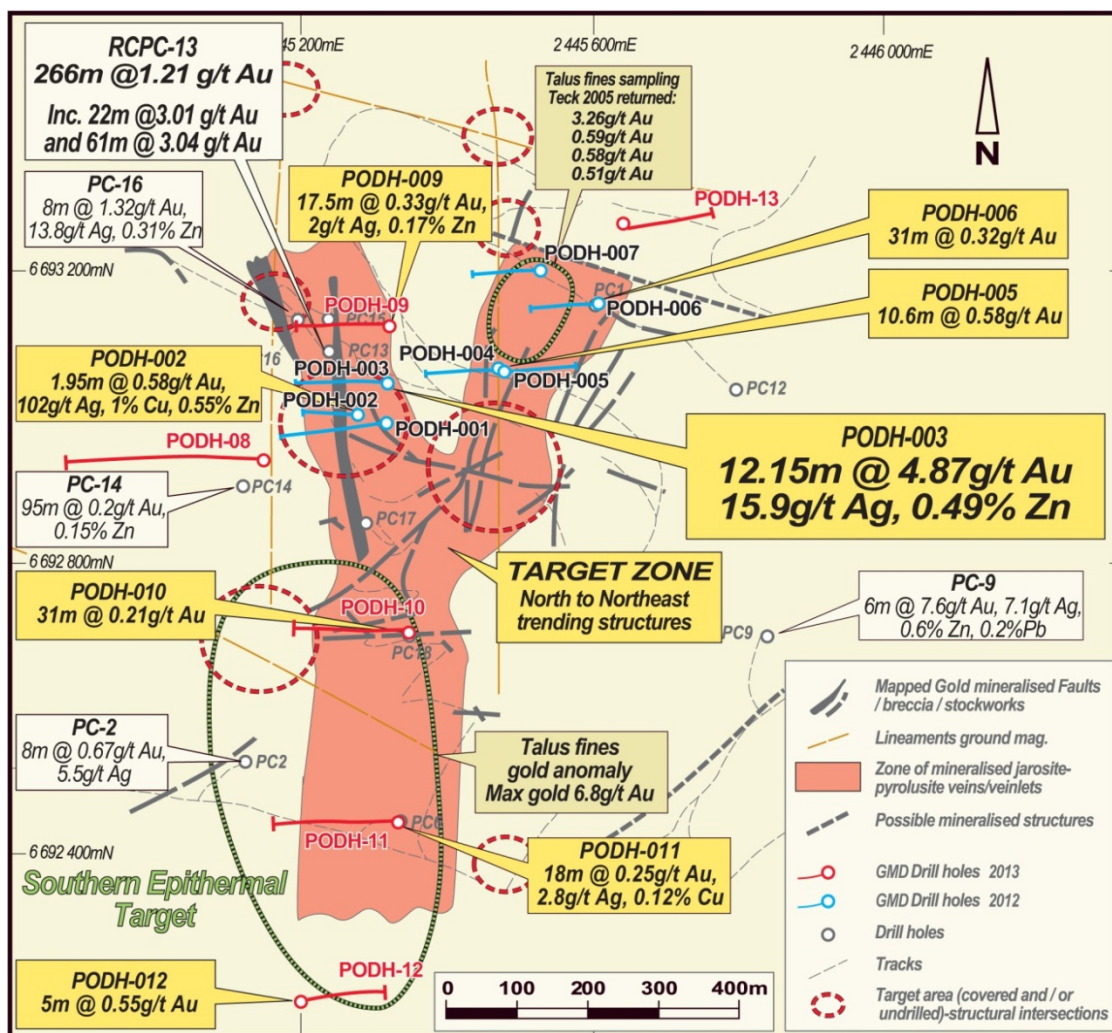 45 200mE
2 445 600mE
2 446 000mE
RCPC-13
266m @1.21 g/t Au
Inc. 22m @3.01 g/t Au
and 61m @ 3.04 g/t Au
Talus fines sampling
Teck 2005 returned:
3.26g/t Au
0.59g/t Au
0.58g/t Au
0.51g/t Au
N
PC-16
8m @ 1.32g/t Au,
13.8g/t Ag, 0.31% Zn
PODH-009
17.5m @ 0.33g/t Au,
2g/t Ag, 0.17% Zn
PODH-13
PODH-006
31m @ 0.32g/t Au
PODH-007
6 693 200mN
PC1
PODH-006
PODH-005
10.6m @ 0.58g/t Au
PODH-09
PC15
PC13
16
PODH-004
PODH-005
PC12
PODH-002
1.95m @ 0.58g/t Au,
102g/t Ag, 1% Cu, 0.55% Zn
PODH-003
PODH-002
PODH-001
PODH-003
12.15m @ 4.87g/t Au
15.9g/t Ag, 0.49% Zn
PODH-08
PC-14
95m @ 0.2g/t Au,
0.15% Zn
PC14
PC17
6 692 800mN
TARGET ZONE
North to Northeast
trending structures
PODH-010
31m @ 0.21g/t Au
PODH-10
PC18
PC9
PC-9
6m @ 7.6g/t Au, 7.1g/t Ag,
0.6% Zn, 0.2%Pb
PC-2
8m @ 0.67g/t Au,
5.5g/t Ag
PC2
Talus fines
gold anomaly
Max gold 6.8g/t Au
PODH-11
PC6
6 692 400mN
PODH-011
18m @ 0.25g/t Au,
2.8g/t Ag, 0.12% Cu
Southern Epithermal
Target
PODH-012
5m @ 0.55g/t Au
PODH-12
0 100 200 300 400m
Mapped Gold mineralised Faults
/ breccia / stockworks
Lineaments ground mag.
Zone of mineralised jarosite-
pyrolusite veins/veinlets
Possible mineralised structures
GMD Drill holes 2013
GMD Drill holes 2012
Drill holes
Tracks
Target area (covered and / or
undrilled)-structural intersections